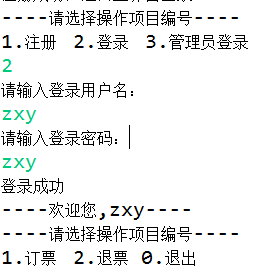 ----请选择操作项目编号----
1.注册 2.登录 3.管理员登录
2
请输入登录用户名：
zxy
请输入登录密码：
zxy
登录成功
----欢迎您,zxy----
----请选择操作项目编号----
1.订票 2.退票 0.退出